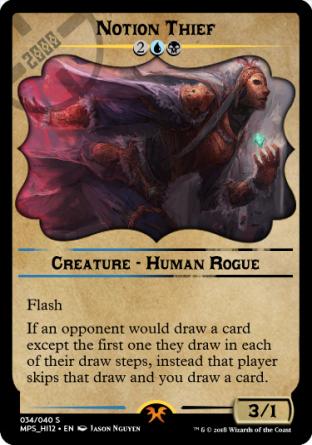 Notion Thief
2
2000
Creature - Human Rogue
Flash
If an opponent would draw a card
except the first one they draw in each
of their draw steps, instead that player
skips that draw and you draw a card.
034/040 S
MPS_HI12 • EN Jason Nguyen
™ & © 2018 Wizards of the Coast
3/1